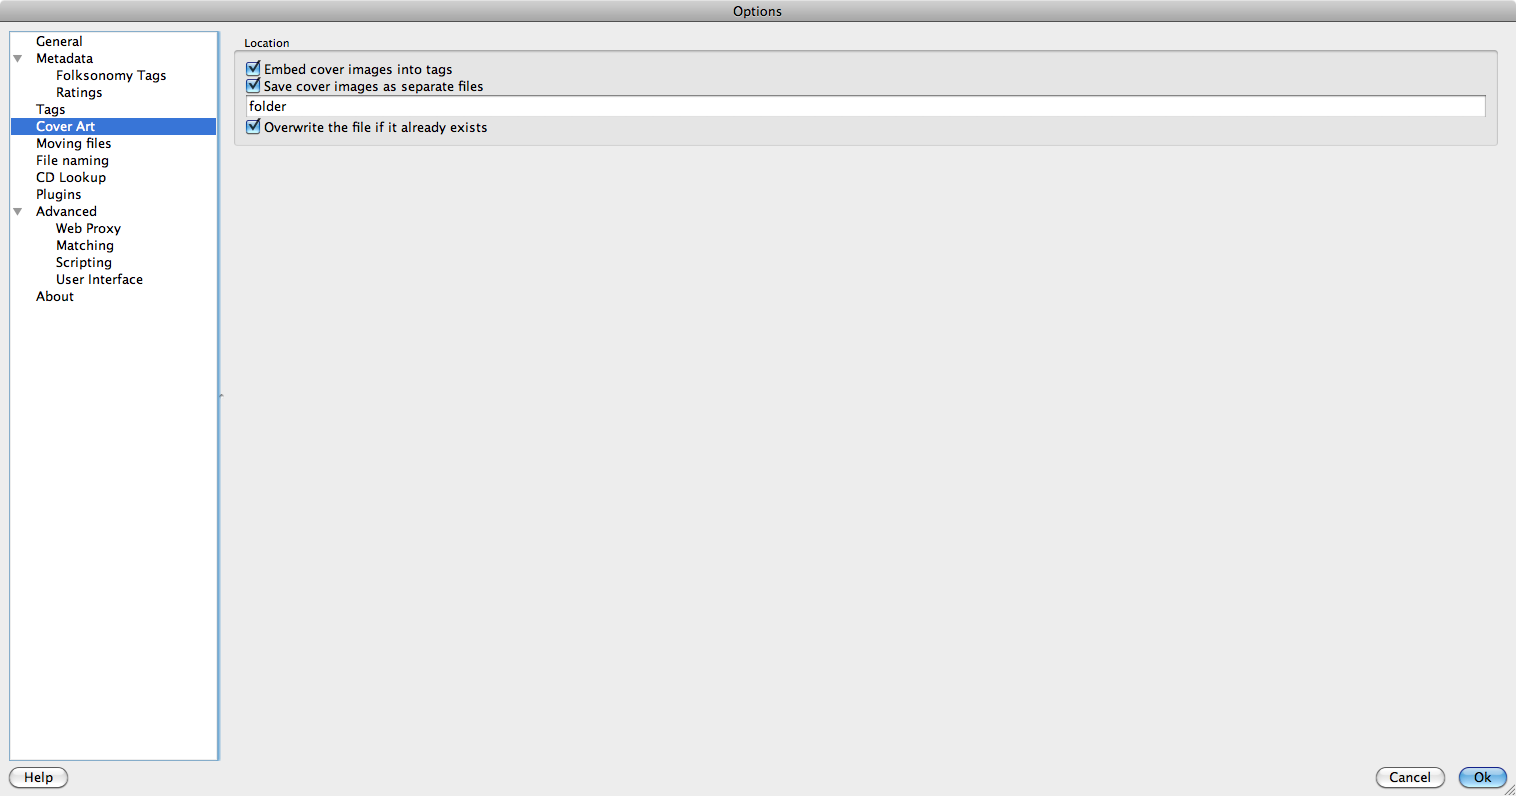 Options
General
Metadata
Folksonomy Tags
Ratings
Tags
Cover Art
Moving files
File naming
CD Lookup
Plugins
Advanced
Web Proxy
Matching
Scripting
User Interface
About
Location
Embed cover images into tags
Save cover images as separate files
folder
Overwrite the file if it already exists
Help
Cancel
Ok